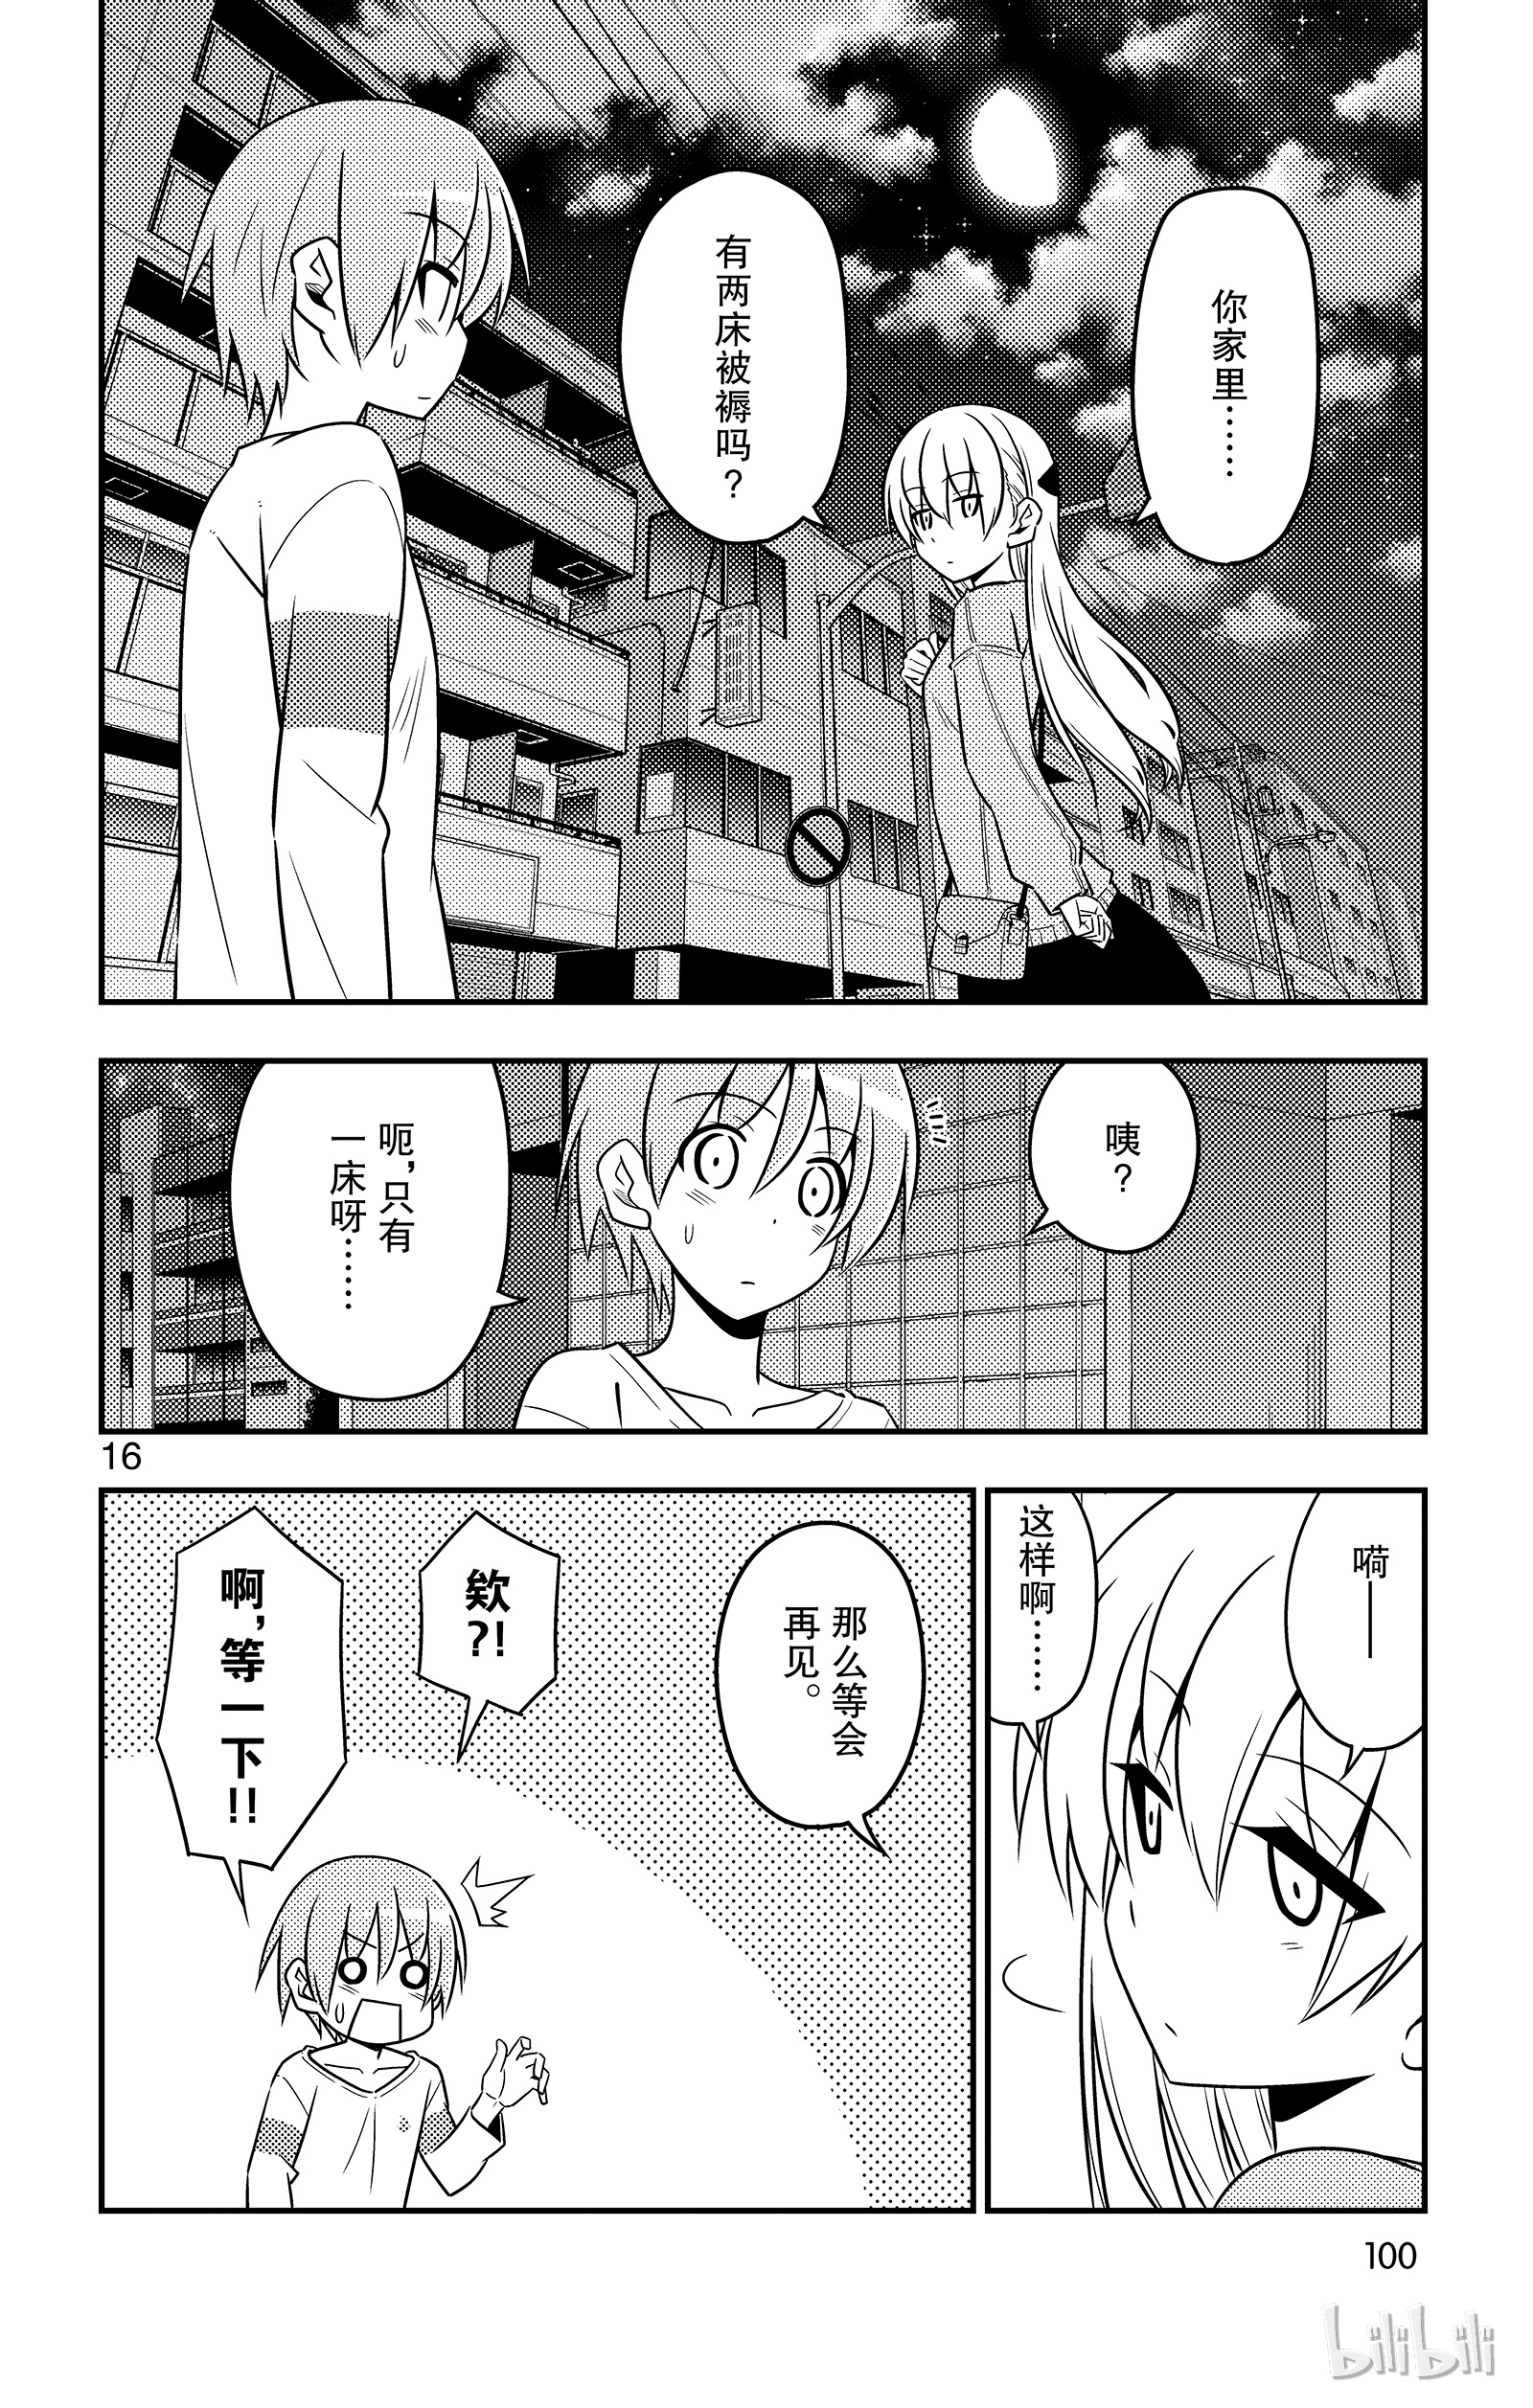 你家里……
有两床被褥吗？
咦？
呃，只有
一床呀……
16
嗬——
这样啊……
那么等会
再见。
欸?!
啊，等一下!!
100
bilibili